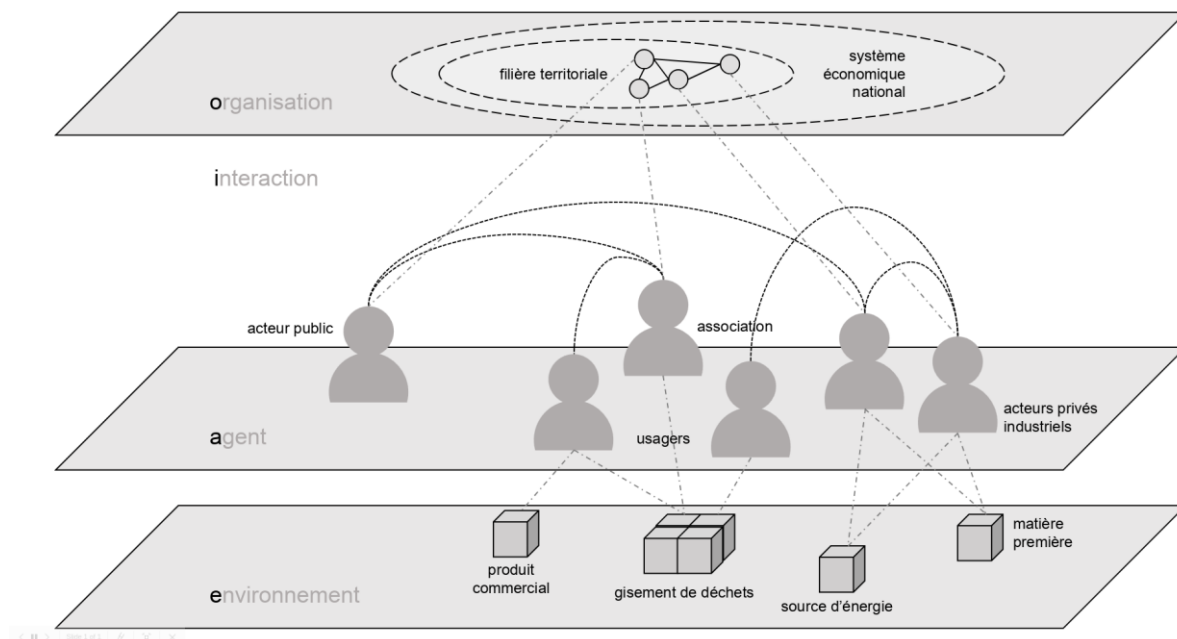 filière territoriale
système
économique
national
organisation
interaction
acteur public
association
agent
usagers
acteurs privés
industriels
produit
commercial
gisement de déchets
source d'énergie
matière
première
environnement